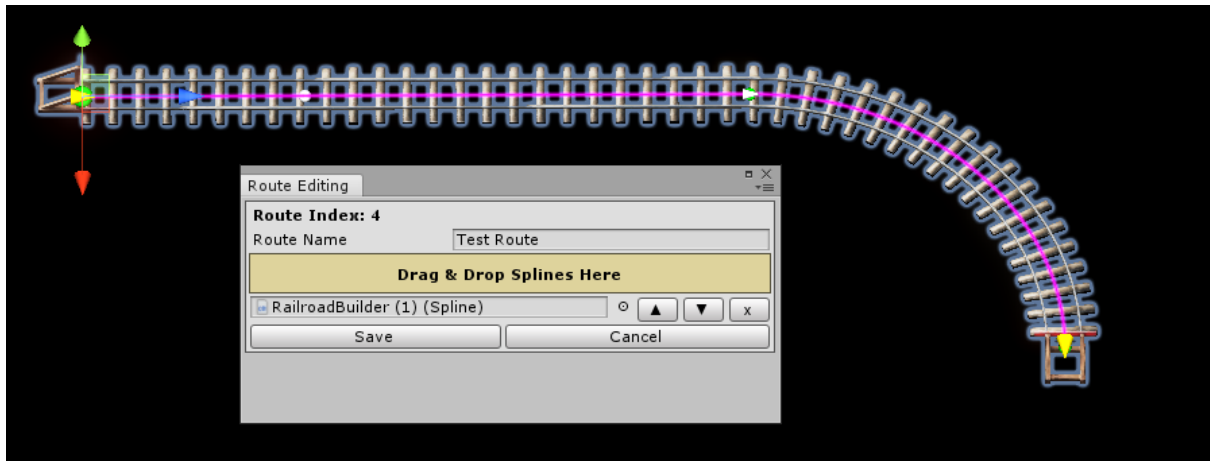 Route Editing
Route Index: 4
Route Name Test Route
Drag & Drop Splines Here
RailroadBuilder (1) (Spline) ▲ ▼ x
Save Cancel